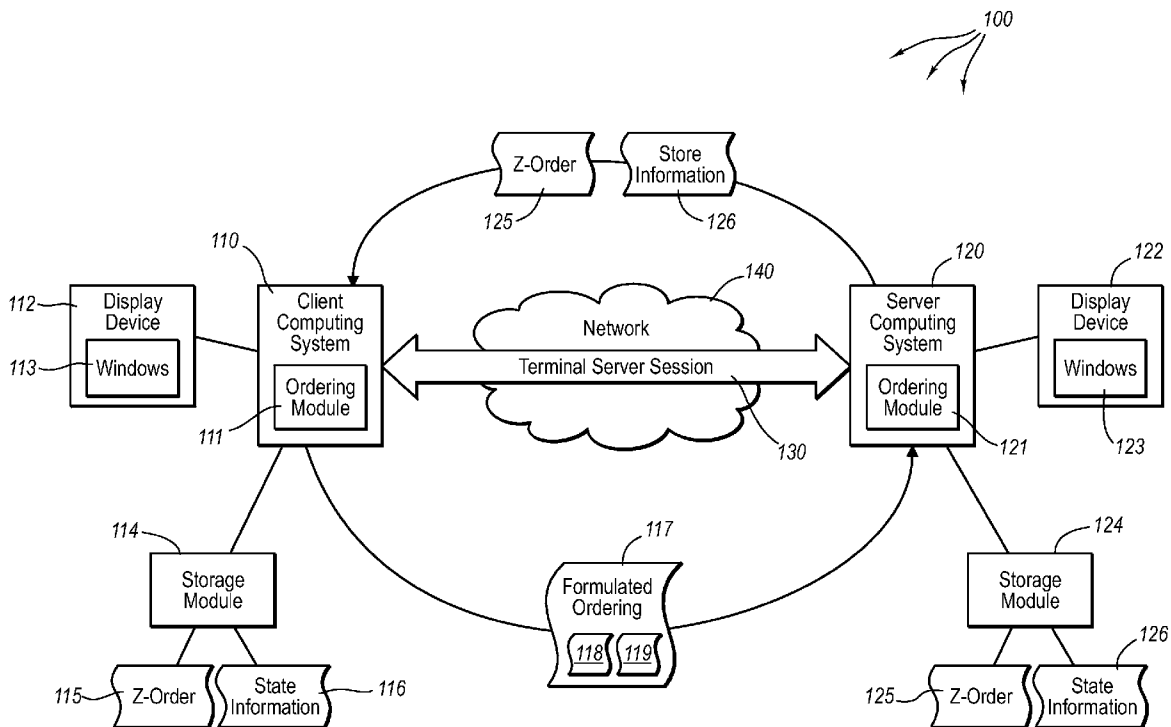 100
Z-Order
Store
Information
125
126
110
140
120
122
112
Display
Device
Client
Computing
System
Network
Server
Computing
System
Display
Device
113
Windows
Terminal Server Session
Windows
Ordering
Module
111
Ordering
Module
130
121
123
114
117
124
Storage
Module
Formulated
Ordering
Storage
Module
118
119
126
115
Z-Order
State
Information
116
125
Z-Order
State
Information